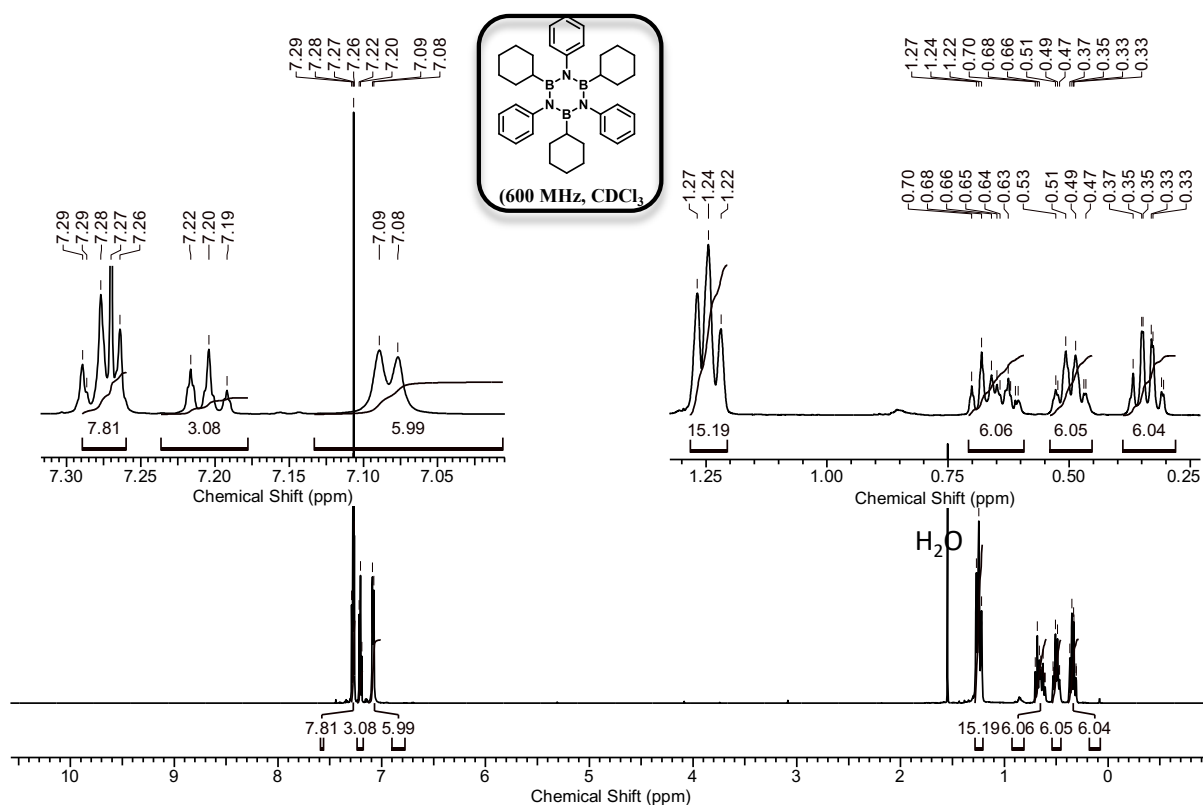 7.29 7.28 7.27 7.26 7.22 7.20 7.09 7.08
1.27 1.24 1.22 0.70 0.68 0.66 0.51 0.49 0.47 0.37 0.35 0.33 0.33
N
B B
N N
B
(600 MHz, CDCl3
7.29 7.29 7.28 7.27 7.26 7.22 7.20 7.19 7.09 7.08
1.27 1.24 1.22 0.70 0.68 0.66 0.65 0.64 0.63 0.53 0.51 0.49 0.47 0.37 0.35 0.35 0.33 0.33
7.81 3.08 5.99
15.19 6.06 6.05 6.04
7.30 7.25 7.20 7.15 7.10 7.05
Chemical Shift (ppm)
1.25 1.00 0.75 0.50 0.25
Chemical Shift (ppm)
H2O
7.81 3.08 5.99 15.19 6.06 6.05 6.04
10 9 8 7 6 5 4 3 2 1 0
Chemical Shift (ppm)